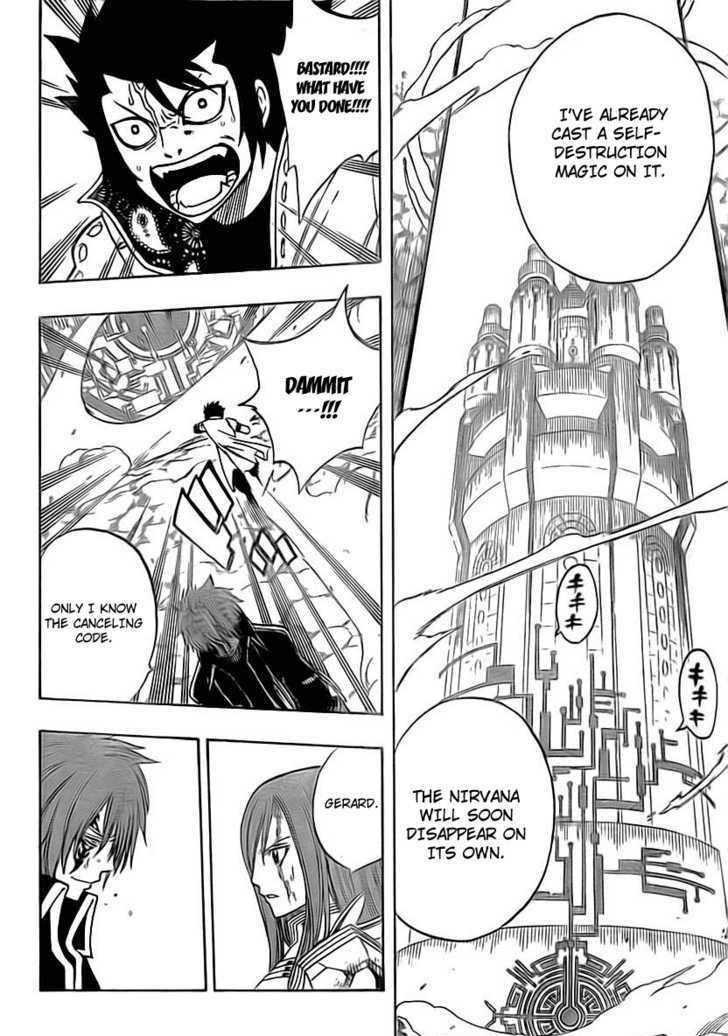 I'VE ALREADY
CAST A SELF-
DESTRUCTION
MAGIC ON IT.
キキキ
キキキ
THE NIRVANA
WILL SOON
DISAPPEAR ON
ITS OWN.
BASTARD!!!!
WHAT HAVE
YOU DONE!!!!
DAMMIT
---!!!
ONLY I KNOW
THE CANCELING
CODE.
GERARD.